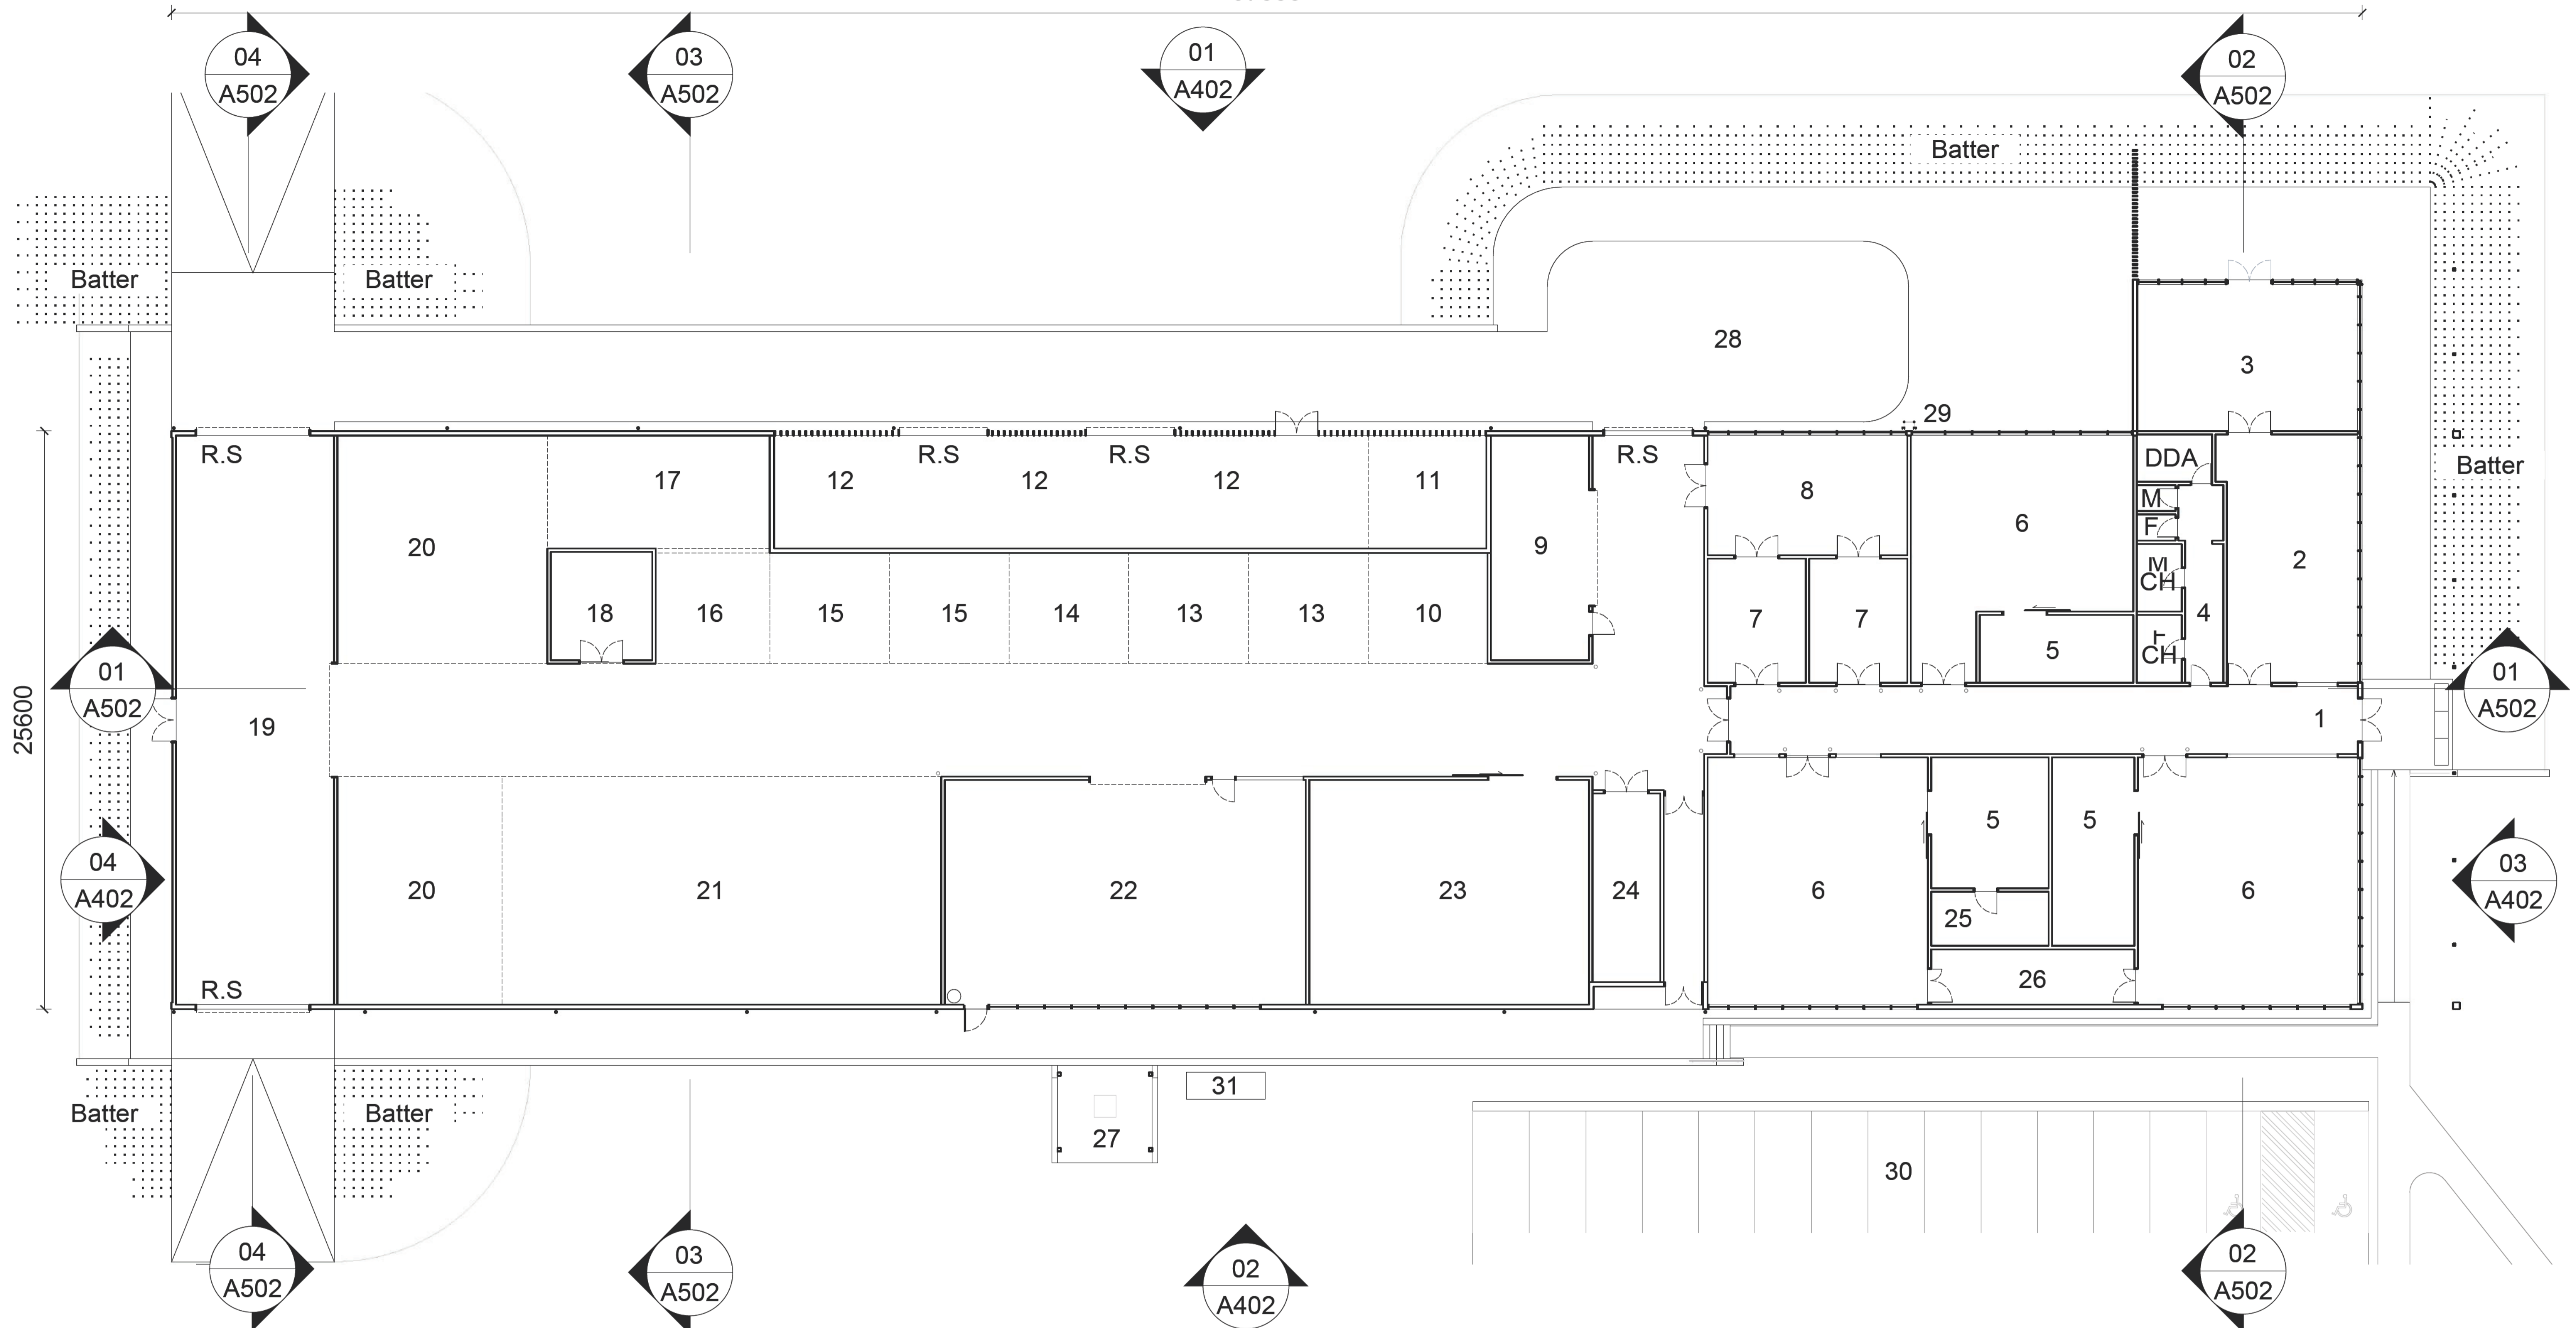 04
A502
03
A502
01
A402
02
A502
Batter
Batter
Batter
28
3
29
R.S
17
12
R.S
12
R.S
12
11
R.S
8
DDA
Batter
M
6
F
20
9
2
M
CH
18
16
15
15
14
13
13
10
7
7
4
5
F
CH
01
A502
25600
19
1
01
A502
04
A402
20
21
22
23
24
6
5
5
6
03
A402
25
26
R.S
Batter
Batter
31
27
30
04
A502
03
A502
02
A402
02
A502